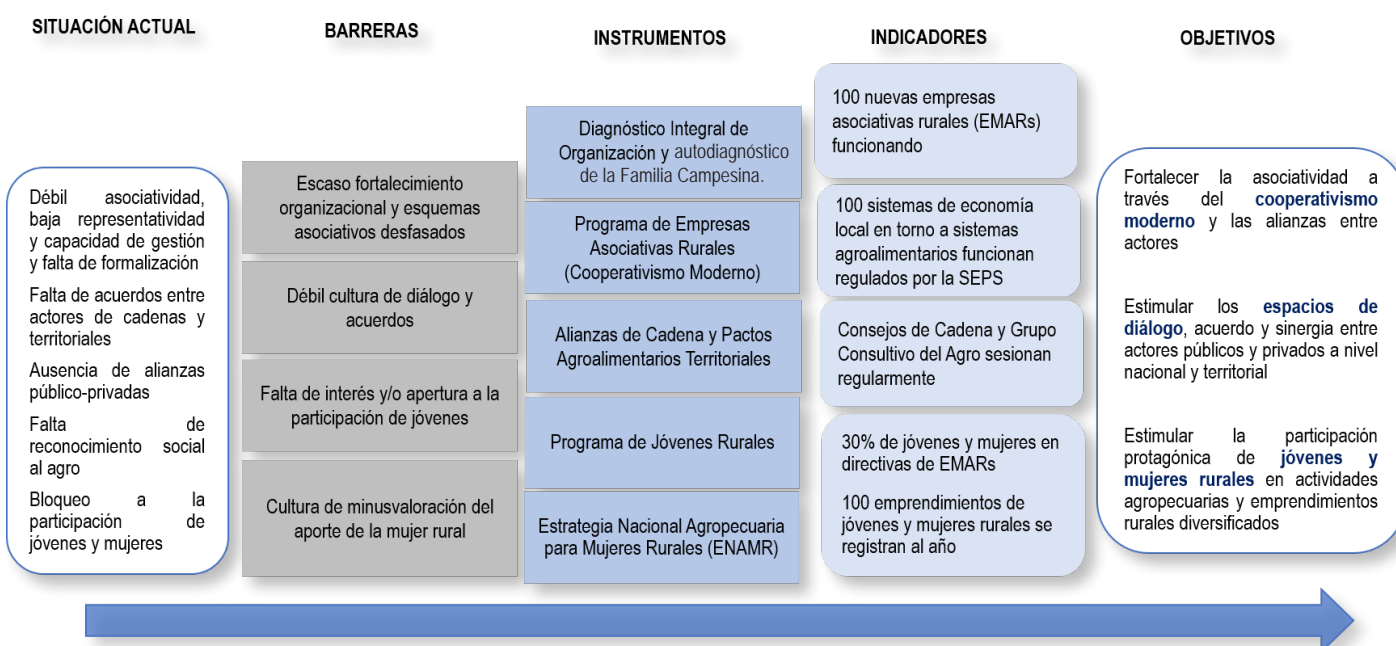 SITUACIÓN ACTUAL
Débil asociatividad,
baja representatividad
y capacidad de gestión
y falta de formalización
Falta de acuerdos entre
actores de cadenas y
territoriales
Ausencia de alianzas
público-privadas
Falta de
reconocimiento social
al agro
Bloqueo a la
participación de
jóvenes y mujeres
BARRERAS
Escaso fortalecimiento
organizacional y esquemas
asociativos desfasados
Débil cultura de diálogo y
acuerdos
Falta de interés y/o apertura a la
participación de jóvenes
Cultura de minusvaloración del
aporte de la mujer rural
INSTRUMENTOS
Diagnóstico Integral de
Organización y autodiagnóstico
de la Familia Campesina.
Programa de Empresas
Asociativas Rurales
(Cooperativismo Moderno)
Alianzas de Cadena y Pactos
Agroalimentarios Territoriales
Programa de Jóvenes Rurales
Estrategia Nacional Agropecuaria
para Mujeres Rurales (ENAMR)
INDICADORES
100 nuevas empresas
asociativas rurales (EMARs)
funcionando
100 sistemas de economía
local en torno a sistemas
agroalimentarios funcionan
regulados por la SEPS
Consejos de Cadena y Grupo
Consultivo del Agro sesionan
regularmente
30% de jóvenes y mujeres en
directivas de EMARs
100 emprendimientos de
jóvenes y mujeres rurales se
registran al año
OBJETIVOS
Fortalecer la asociatividad a
través del cooperativismo
moderno y las alianzas entre
actores
Estimular los espacios de
diálogo, acuerdo y sinergia entre
actores públicos y privados a nivel
nacional y territorial
Estimular la participación
protagónica de jóvenes y
mujeres rurales en actividades
agropecuarias y emprendimientos
rurales diversificados